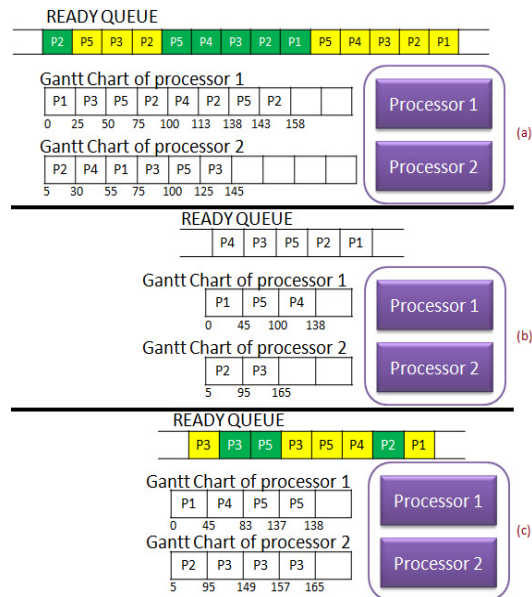 READY QUEUE
P2 P5 P3 P2 P5 P4 P3 P2 P1 P5 P4 P3 P2 P1
Gantt Chart of processor 1
P1 P3 P5 P2 P4 P2 P5 P2
0 25 50 75 100 113 138 143 158
Gantt Chart of processor 2
P2 P4 P1 P3 P5 P3
5 30 55 75 100 125 145
Processor 1
Processor 2
(a)
READY QUEUE
P4 P3 P5 P2 P1
Gantt Chart of processor 1
P1 P5 P4
0 45 100 138
Gantt Chart of processor 2
P2 P3
5 95 165
Processor 1
Processor 2
(b)
READY QUEUE
P3 P3 P5 P3 P5 P4 P2 P1
Gantt Chart of processor 1
P1 P4 P5 P5
0 45 83 137 138
Gantt Chart of processor 2
P2 P3 P3 P3
5 95 149 157 165
Processor 1
Processor 2
(c)